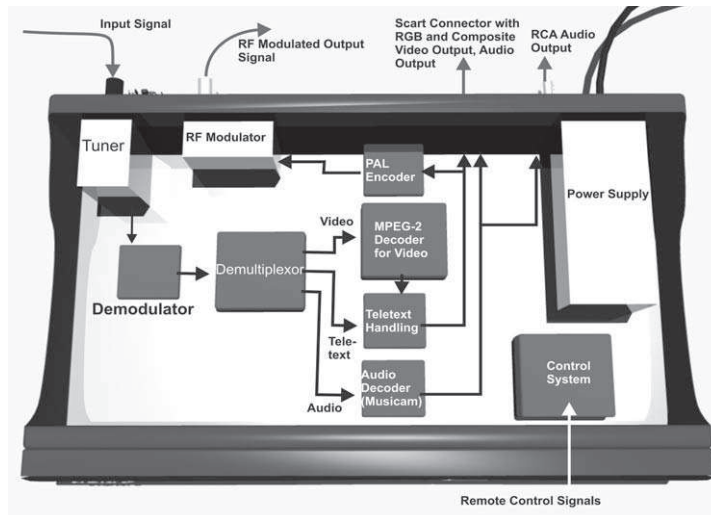 Input Signal
RF Modulated Output
Signal
Scart Connector with
RGB and Composite
Video Output, Audio
Output
RCA Audio
Output
Tuner
RF Modulator
PAL
Encoder
Power Supply
Video
MPEG-2
Decoder
for Video
Demultiplexor
Demodulator
Teletext
Handling
Tele-
text
Audio
Decoder
(Musicam)
Audio
Control
System
Remote Control Signals